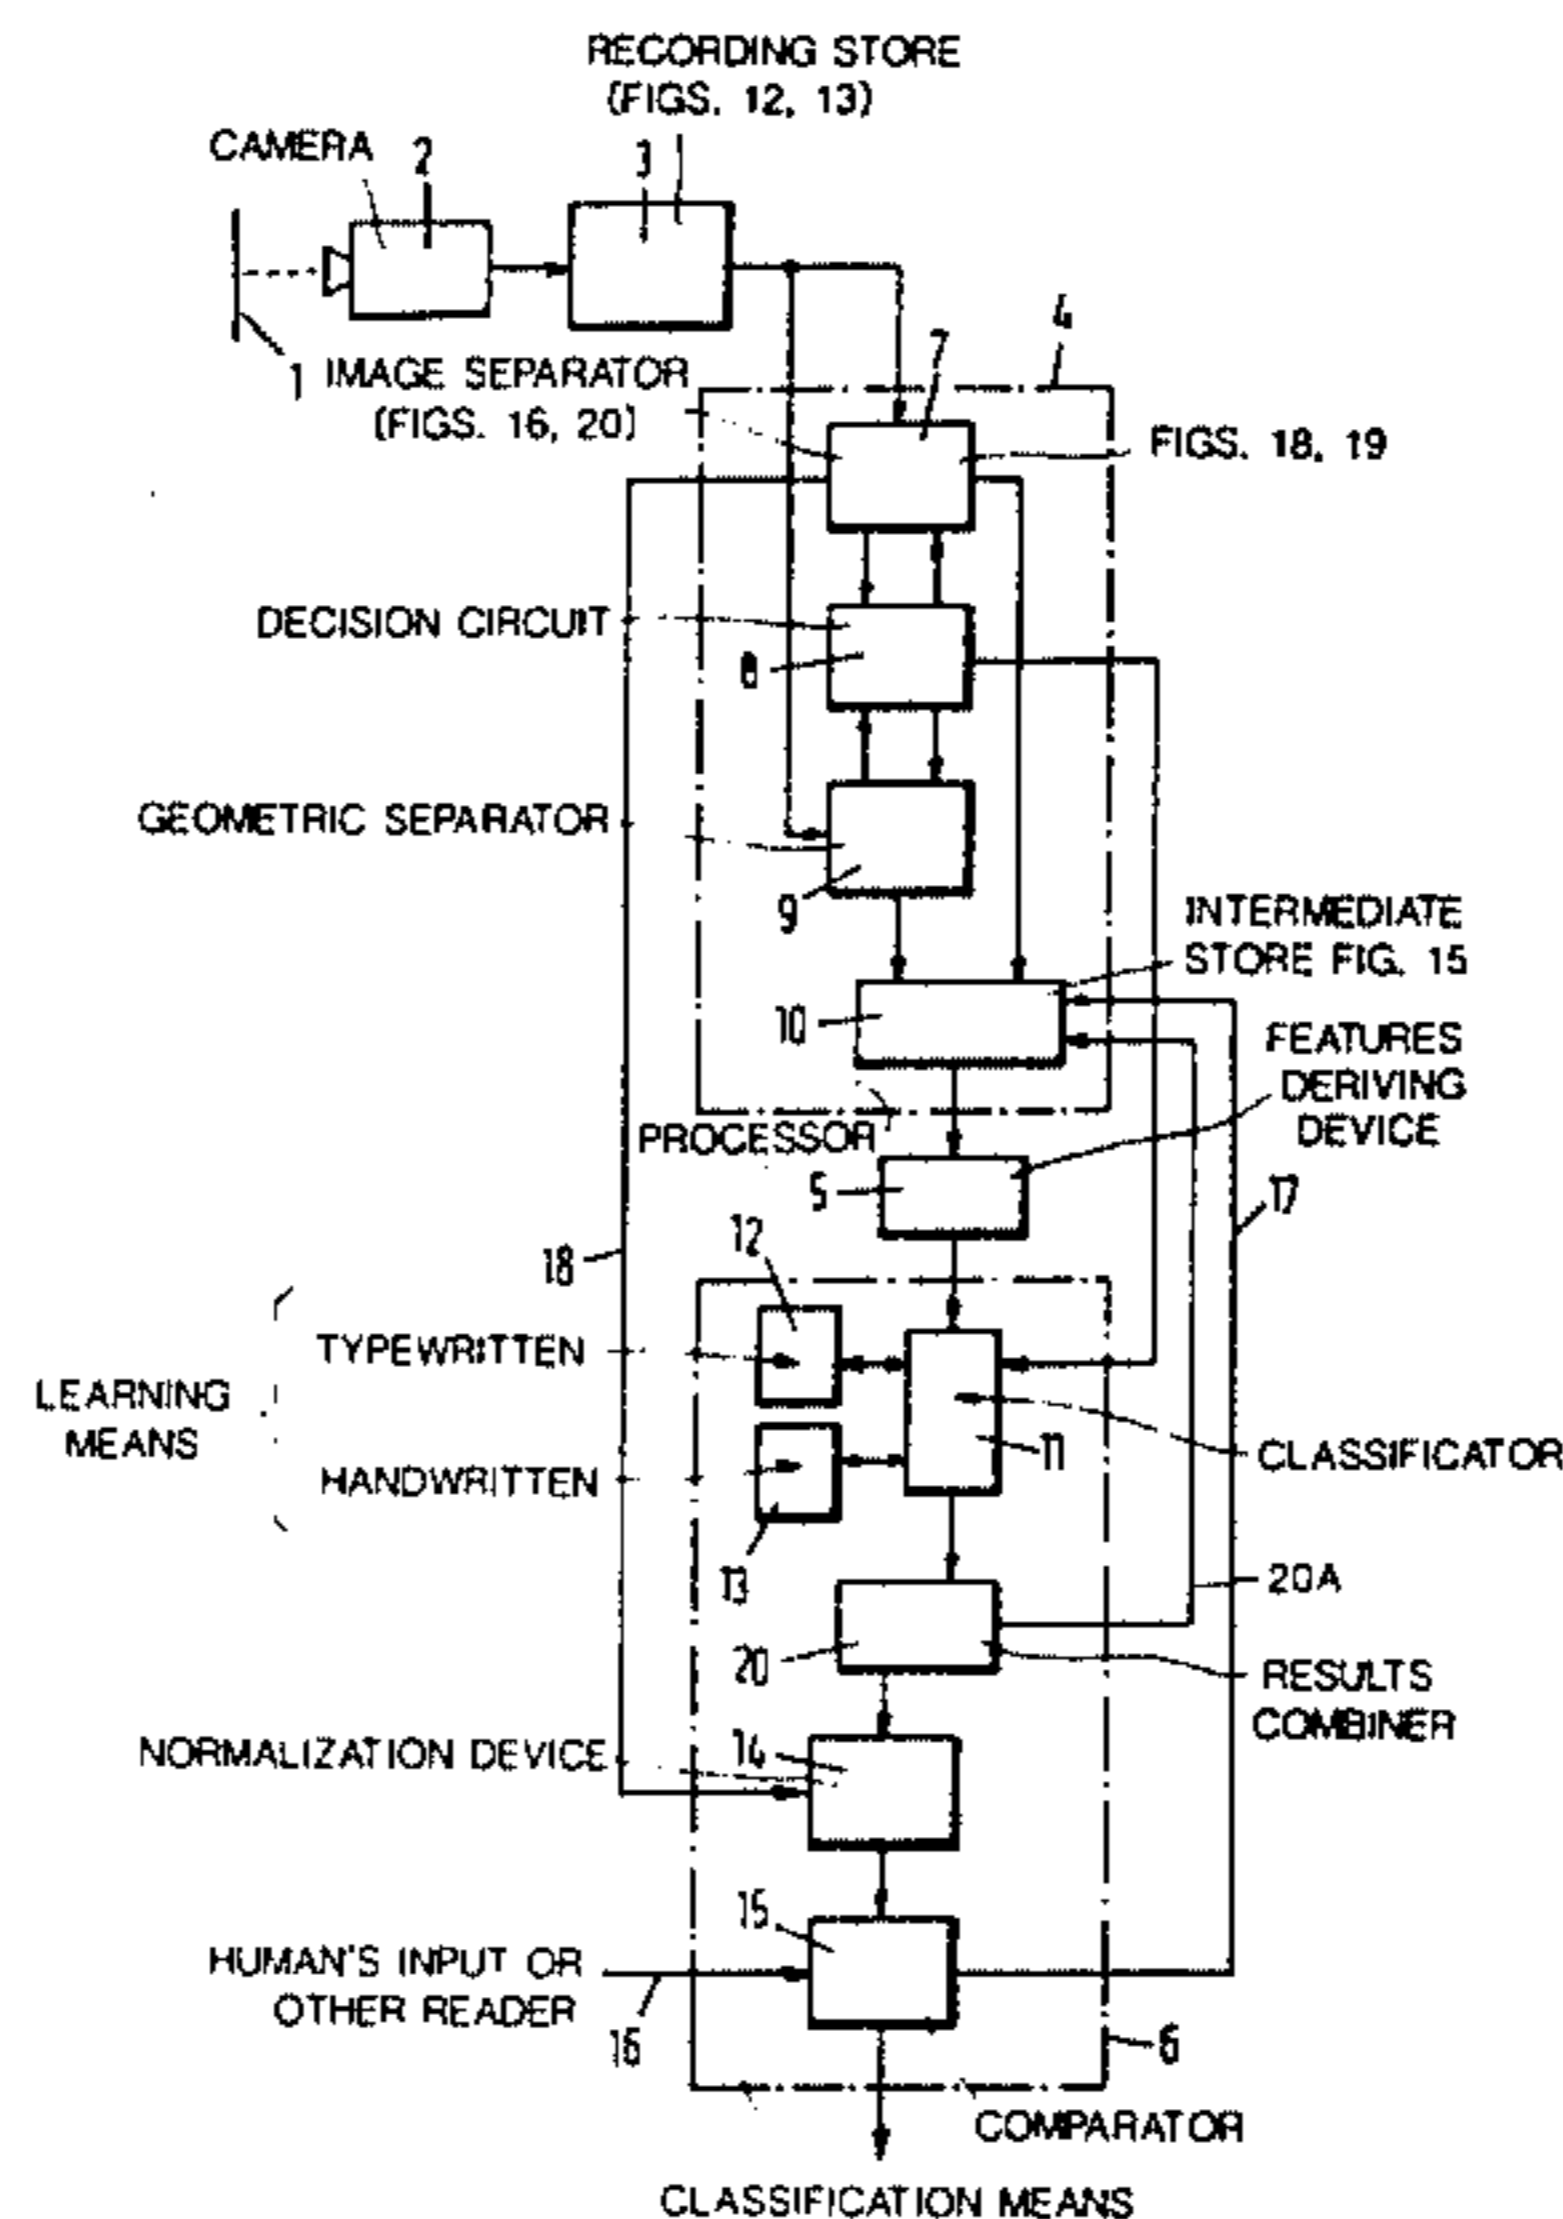 RECORDING STORE
(FIGS. 12, 13)
CAMERA
2
3
1
IMAGE SEPARATOR
(FIGS. 16, 20)
4
7
FIGS. 18, 19
DECISION CIRCUIT
8
GEOMETRIC SEPARATOR
9
INTERMEDIATE
STORE FIG. 15
10
FEATURES
DERIVING
DEVICE
PROCESSOR
5
17
12
18
TYPEWRITTEN
LEARNING
MEANS
11
CLASSIFICATOR
HANDWRITTEN
13
20A
20
RESULTS
COMBINER
NORMALIZATION DEVICE
14
15
HUMAN'S INPUT OR
OTHER READER
16
6
COMPARATOR
CLASSIFICATION MEANS